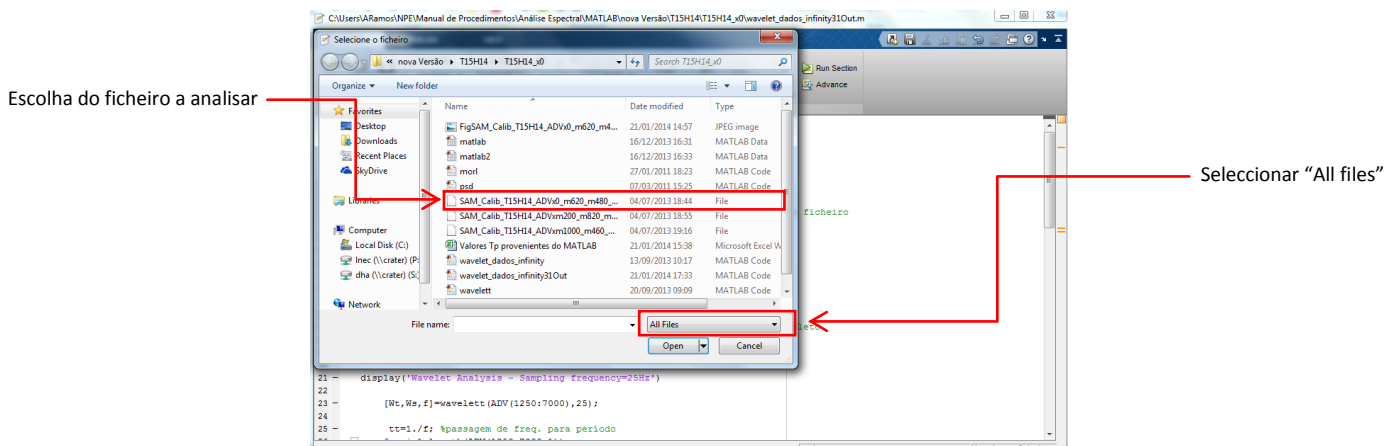 C:\Users\ARamos\NPE\Manual de Procedimentos\Análise Espectral\MATLAB\nova Versão\T15H14\T15H14_x0\wavelet_dados_infinity31Out.m
Selecione o ficheiro
« nova Versão ▸ T15H14 ▸ T15H14_x0
Search T15H14_x0
Run Section
Organize
New folder
Advance
Escolha do ficheiro a analisar
Favorites
Desktop
Downloads
Recent Places
SkyDrive
Libraries
Computer
Local Disk (C:)
lnec (\\crater) (P:
dha (\\crater) (S:
Network
Name
Date modified
Type
FigSAM_Calib_T15H14_ADVx0_m620_m4...
21/01/2014 14:57
JPEG image
matlab
16/12/2013 16:31
MATLAB Data
matlab2
16/12/2013 16:33
MATLAB Data
morl
27/01/2011 18:23
MATLAB Code
psd
07/03/2011 15:25
MATLAB Code
SAM_Calib_T15H14_ADVx0_m620_m480_...
04/07/2013 18:44
File
SAM_Calib_T15H14_ADVxm200_m820_m...
04/07/2013 18:55
File
SAM_Calib_T15H14_ADVxm1000_m460_...
04/07/2013 19:16
File
Valores Tp provenientes do MATLAB
21/01/2014 15:38
Microsoft Excel W
wavelet_dados_infinity
13/09/2013 10:17
MATLAB Code
wavelet_dados_infinity31Out
21/01/2014 17:33
MATLAB Code
wavelett
20/09/2013 09:09
MATLAB Code
Seleccionar “All files”
ficheiro
File name:
All Files
Open
Cancel
21 – display('Wavelet Analysis - Sampling frequency=25Hz')
22
23 – [Wt,Ws,f]=wavelett(ADV(1250:7000),25);
24
25 – tt=1./f; %passagem de freq. para periodo